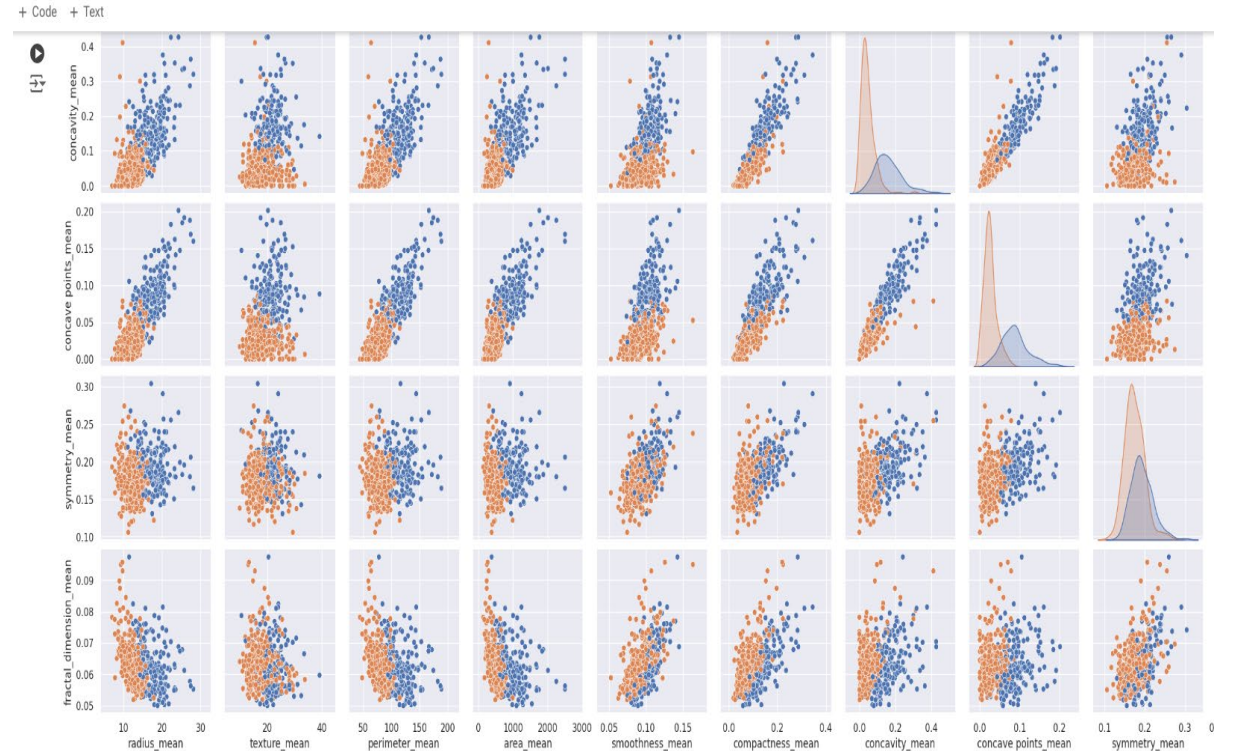 + Code + Text
concavity_mean
0.4
0.3
0.2
0.1
0.0
concave points_mean
0.20
0.15
0.10
0.05
0.00
symmetry_mean
0.30
0.25
0.20
0.15
0.10
fractal_dimension_mean
0.09
0.08
0.07
0.06
0.05
10 20 30 20 40 50 100 150 200 0 1000 2000 3000 0.05 0.10 0.15 0.0 0.2 0.4 0.0 0.2 0.4 0.0 0.1 0.2 0.1 0.2 0.3 0
radius_mean texture_mean perimeter_mean area_mean smoothness_mean compactness_mean concavity_mean concave points_mean symmetry_mean